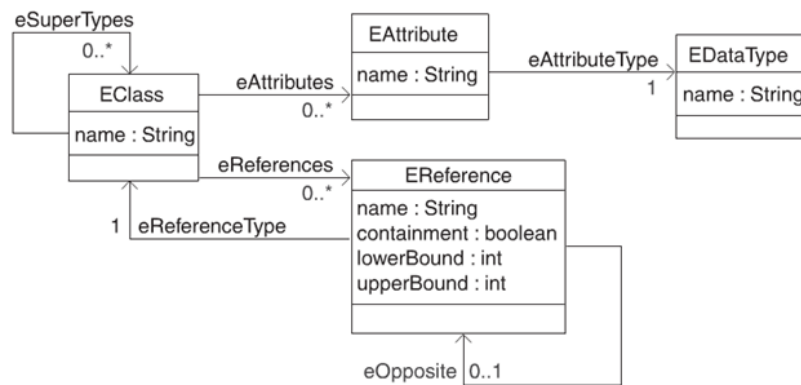 eSuperTypes
0..*
EClass
name : String
eAttributes
0..*
EAttribute
name : String
eAttributeType
1
EDataType
name : String
eReferences
0..*
1 eReferenceType
EReference
name : String
containment : boolean
lowerBound : int
upperBound : int
eOpposite 0..1